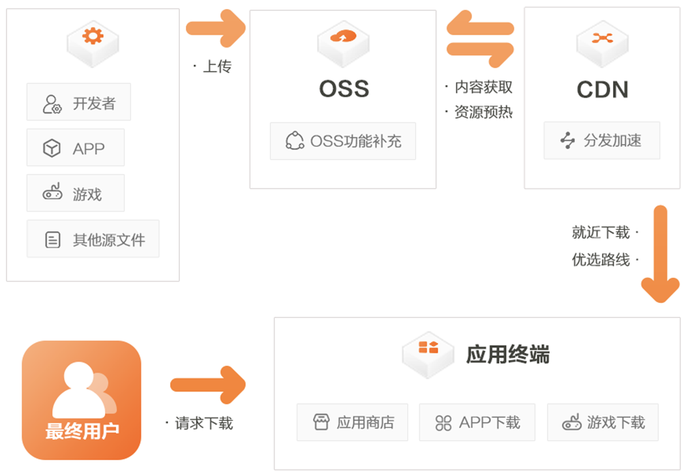 开发者
APP
游戏
其他源文件
· 上传
OSS
OSS功能补充
· 内容获取
· 资源预热
CDN
分发加速
就近下载 ·
优选路线 ·
最终用户
· 请求下载
应用终端
应用商店
APP下载
游戏下载